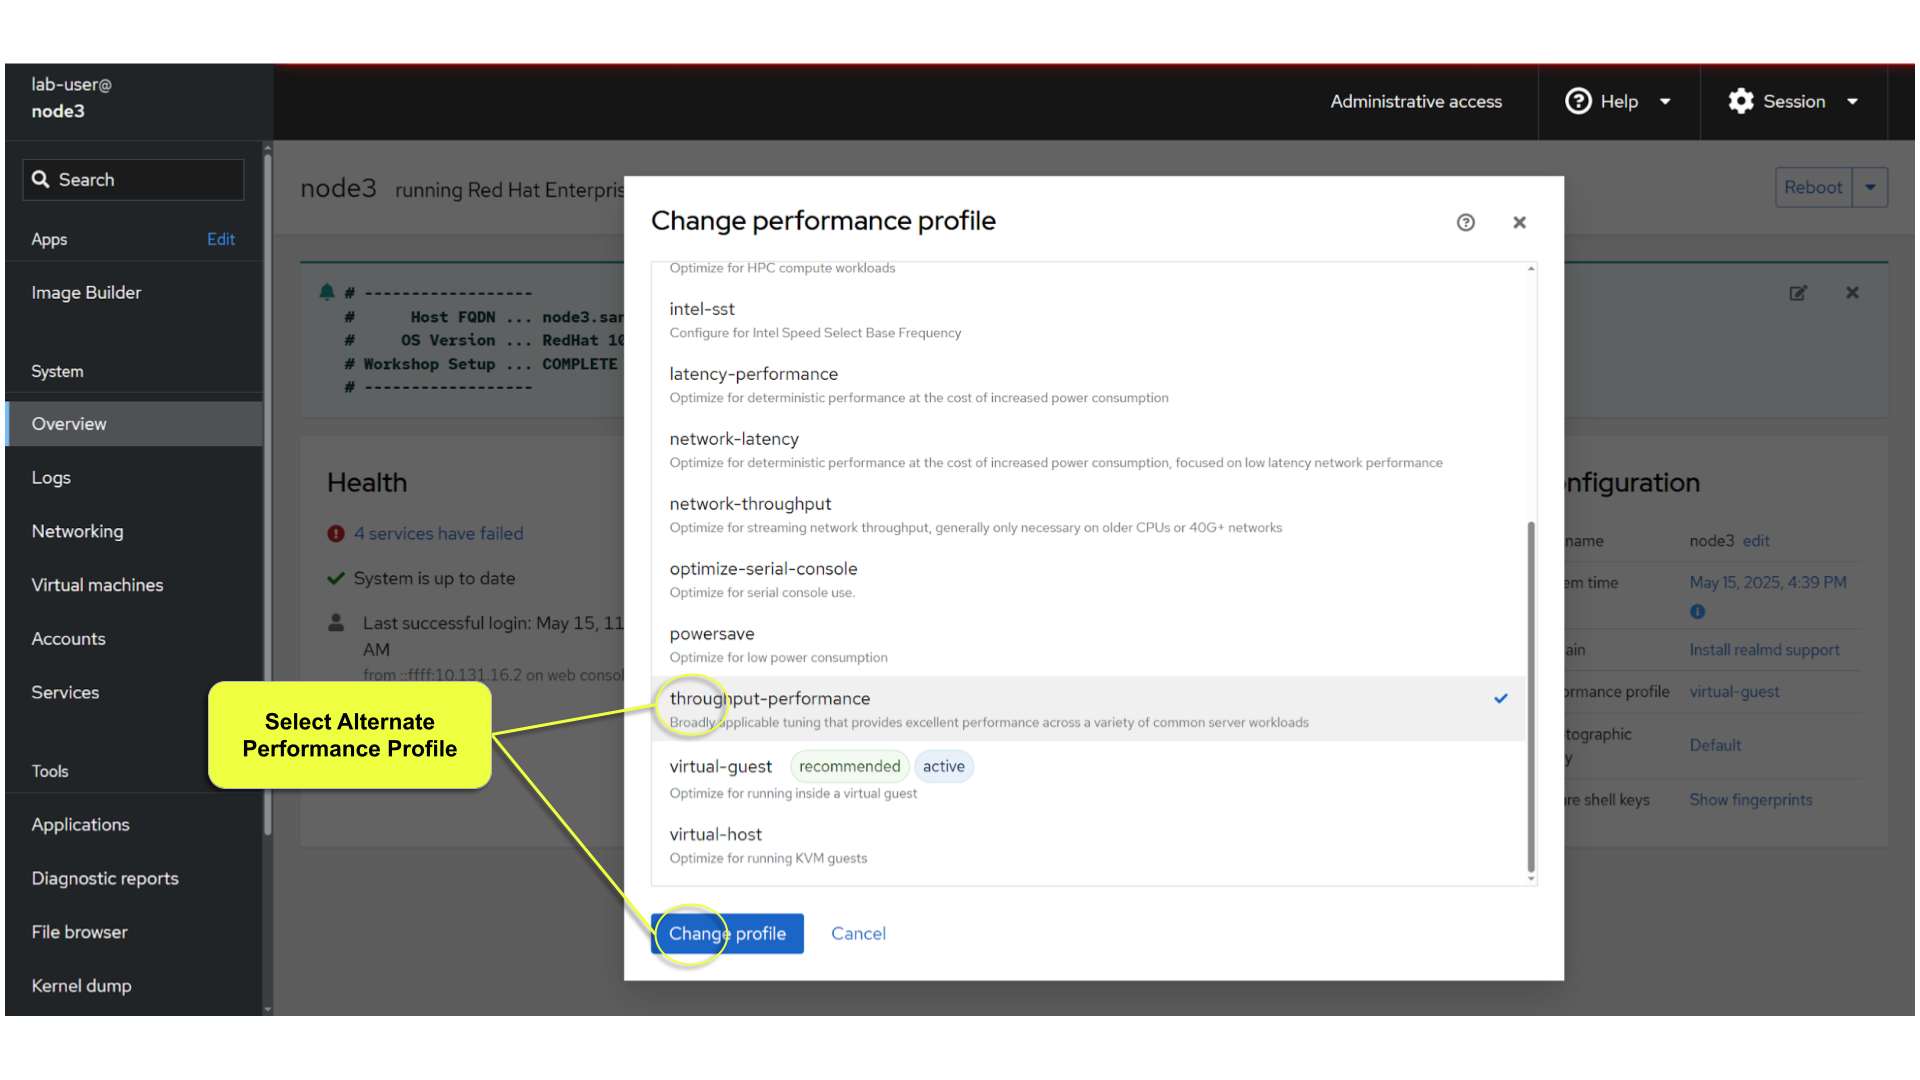 lab-user@
node3
Administrative access
Help
Session
Search
Apps
Edit
Image Builder
System
Overview
Logs
Networking
Virtual machines
Accounts
Services
Tools
Applications
Diagnostic reports
File browser
Kernel dump
node3 running Red Hat Enterpris
Reboot
# ------------------
# Host FQDN ... node3.san
# OS Version ... RedHat 10
# Workshop Setup ... COMPLETE
# ------------------
Health
4 services have failed
System is up to date
Last successful login: May 15, 11
AM
from ::ffff:10.131.16.2 on web consol
Select Alternate
Performance Profile
Change performance profile
Optimize for HPC compute workloads
intel-sst
Configure for Intel Speed Select Base Frequency
latency-performance
Optimize for deterministic performance at the cost of increased power consumption
network-latency
Optimize for deterministic performance at the cost of increased power consumption, focused on low latency network performance
network-throughput
Optimize for streaming network throughput, generally only necessary on older CPUs or 40G+ networks
optimize-serial-console
Optimize for serial console use.
powersave
Optimize for low power consumption
throughput-performance
Broadly applicable tuning that provides excellent performance across a variety of common server workloads
virtual-guest recommended active
Optimize for running inside a virtual guest
virtual-host
Optimize for running KVM guests
Change profile
Cancel
nfiguration
name node3 edit
em time May 15, 2025, 4:39 PM
ain Install realmd support
ormance profile virtual-guest
tographic
y Default
re shell keys Show fingerprints